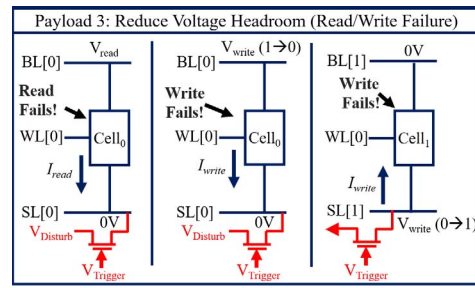 Payload 3: Reduce Voltage Headroom (Read/Write Failure)
V_read
BL[0]
Read
Fails!
Cell_0
WL[0]
I_read
SL[0]
0V
V_Disturb
V_Trigger
V_write (1→0)
BL[0]
Write
Fails!
Cell_0
WL[0]
I_write
SL[0]
0V
V_Disturb
V_Trigger
0V
BL[1]
Write
Fails!
Cell_1
WL[0]
I_write
SL[1]
V_write (0→1)
V_Trigger